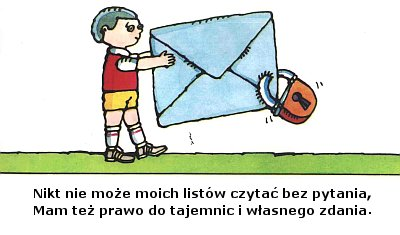 Nikt nie może moich listów czytać bez pytania,
Mam też prawo do tajemnic i własnego zdania.